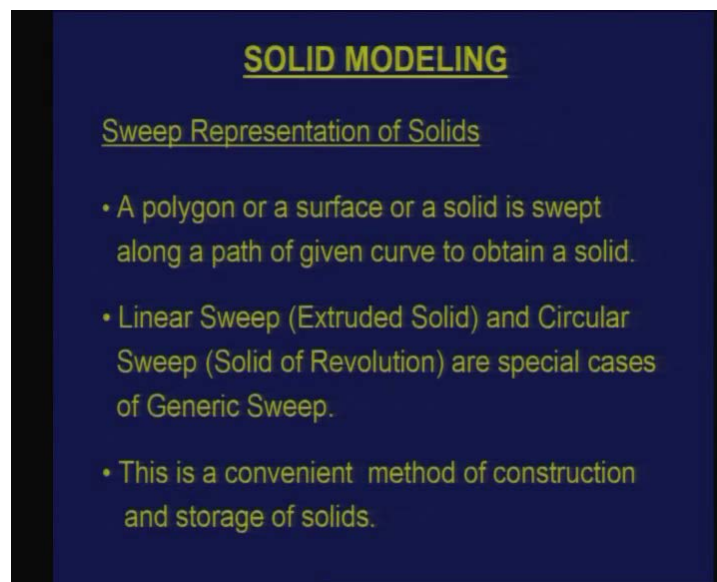 SOLID MODELING
Sweep Representation of Solids
• A polygon or a surface or a solid is swept
along a path of given curve to obtain a solid.
• Linear Sweep (Extruded Solid) and Circular
Sweep (Solid of Revolution) are special cases
of Generic Sweep.
• This is a convenient method of construction
and storage of solids.